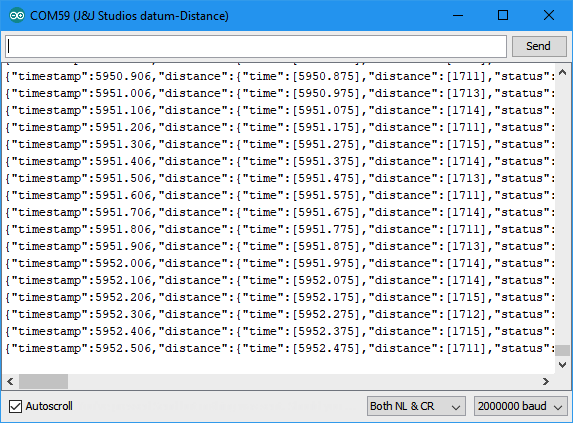 COM59 (J&J Studios datum-Distance)
Send
{"timestamp":5950.906,"distance":{"time":[5950.875],"distance":[1711],"status":
{"timestamp":5951.006,"distance":{"time":[5950.975],"distance":[1713],"status":
{"timestamp":5951.106,"distance":{"time":[5951.075],"distance":[1714],"status":
{"timestamp":5951.206,"distance":{"time":[5951.175],"distance":[1711],"status":
{"timestamp":5951.306,"distance":{"time":[5951.275],"distance":[1715],"status":
{"timestamp":5951.406,"distance":{"time":[5951.375],"distance":[1714],"status":
{"timestamp":5951.506,"distance":{"time":[5951.475],"distance":[1713],"status":
{"timestamp":5951.606,"distance":{"time":[5951.575],"distance":[1711],"status":
{"timestamp":5951.706,"distance":{"time":[5951.675],"distance":[1714],"status":
{"timestamp":5951.806,"distance":{"time":[5951.775],"distance":[1711],"status":
{"timestamp":5951.906,"distance":{"time":[5951.875],"distance":[1713],"status":
{"timestamp":5952.006,"distance":{"time":[5951.975],"distance":[1714],"status":
{"timestamp":5952.106,"distance":{"time":[5952.075],"distance":[1714],"status":
{"timestamp":5952.206,"distance":{"time":[5952.175],"distance":[1715],"status":
{"timestamp":5952.306,"distance":{"time":[5952.275],"distance":[1712],"status":
{"timestamp":5952.406,"distance":{"time":[5952.375],"distance":[1715],"status":
{"timestamp":5952.506,"distance":{"time":[5952.475],"distance":[1711],"status":
Autoscroll
Both NL & CR
2000000 baud